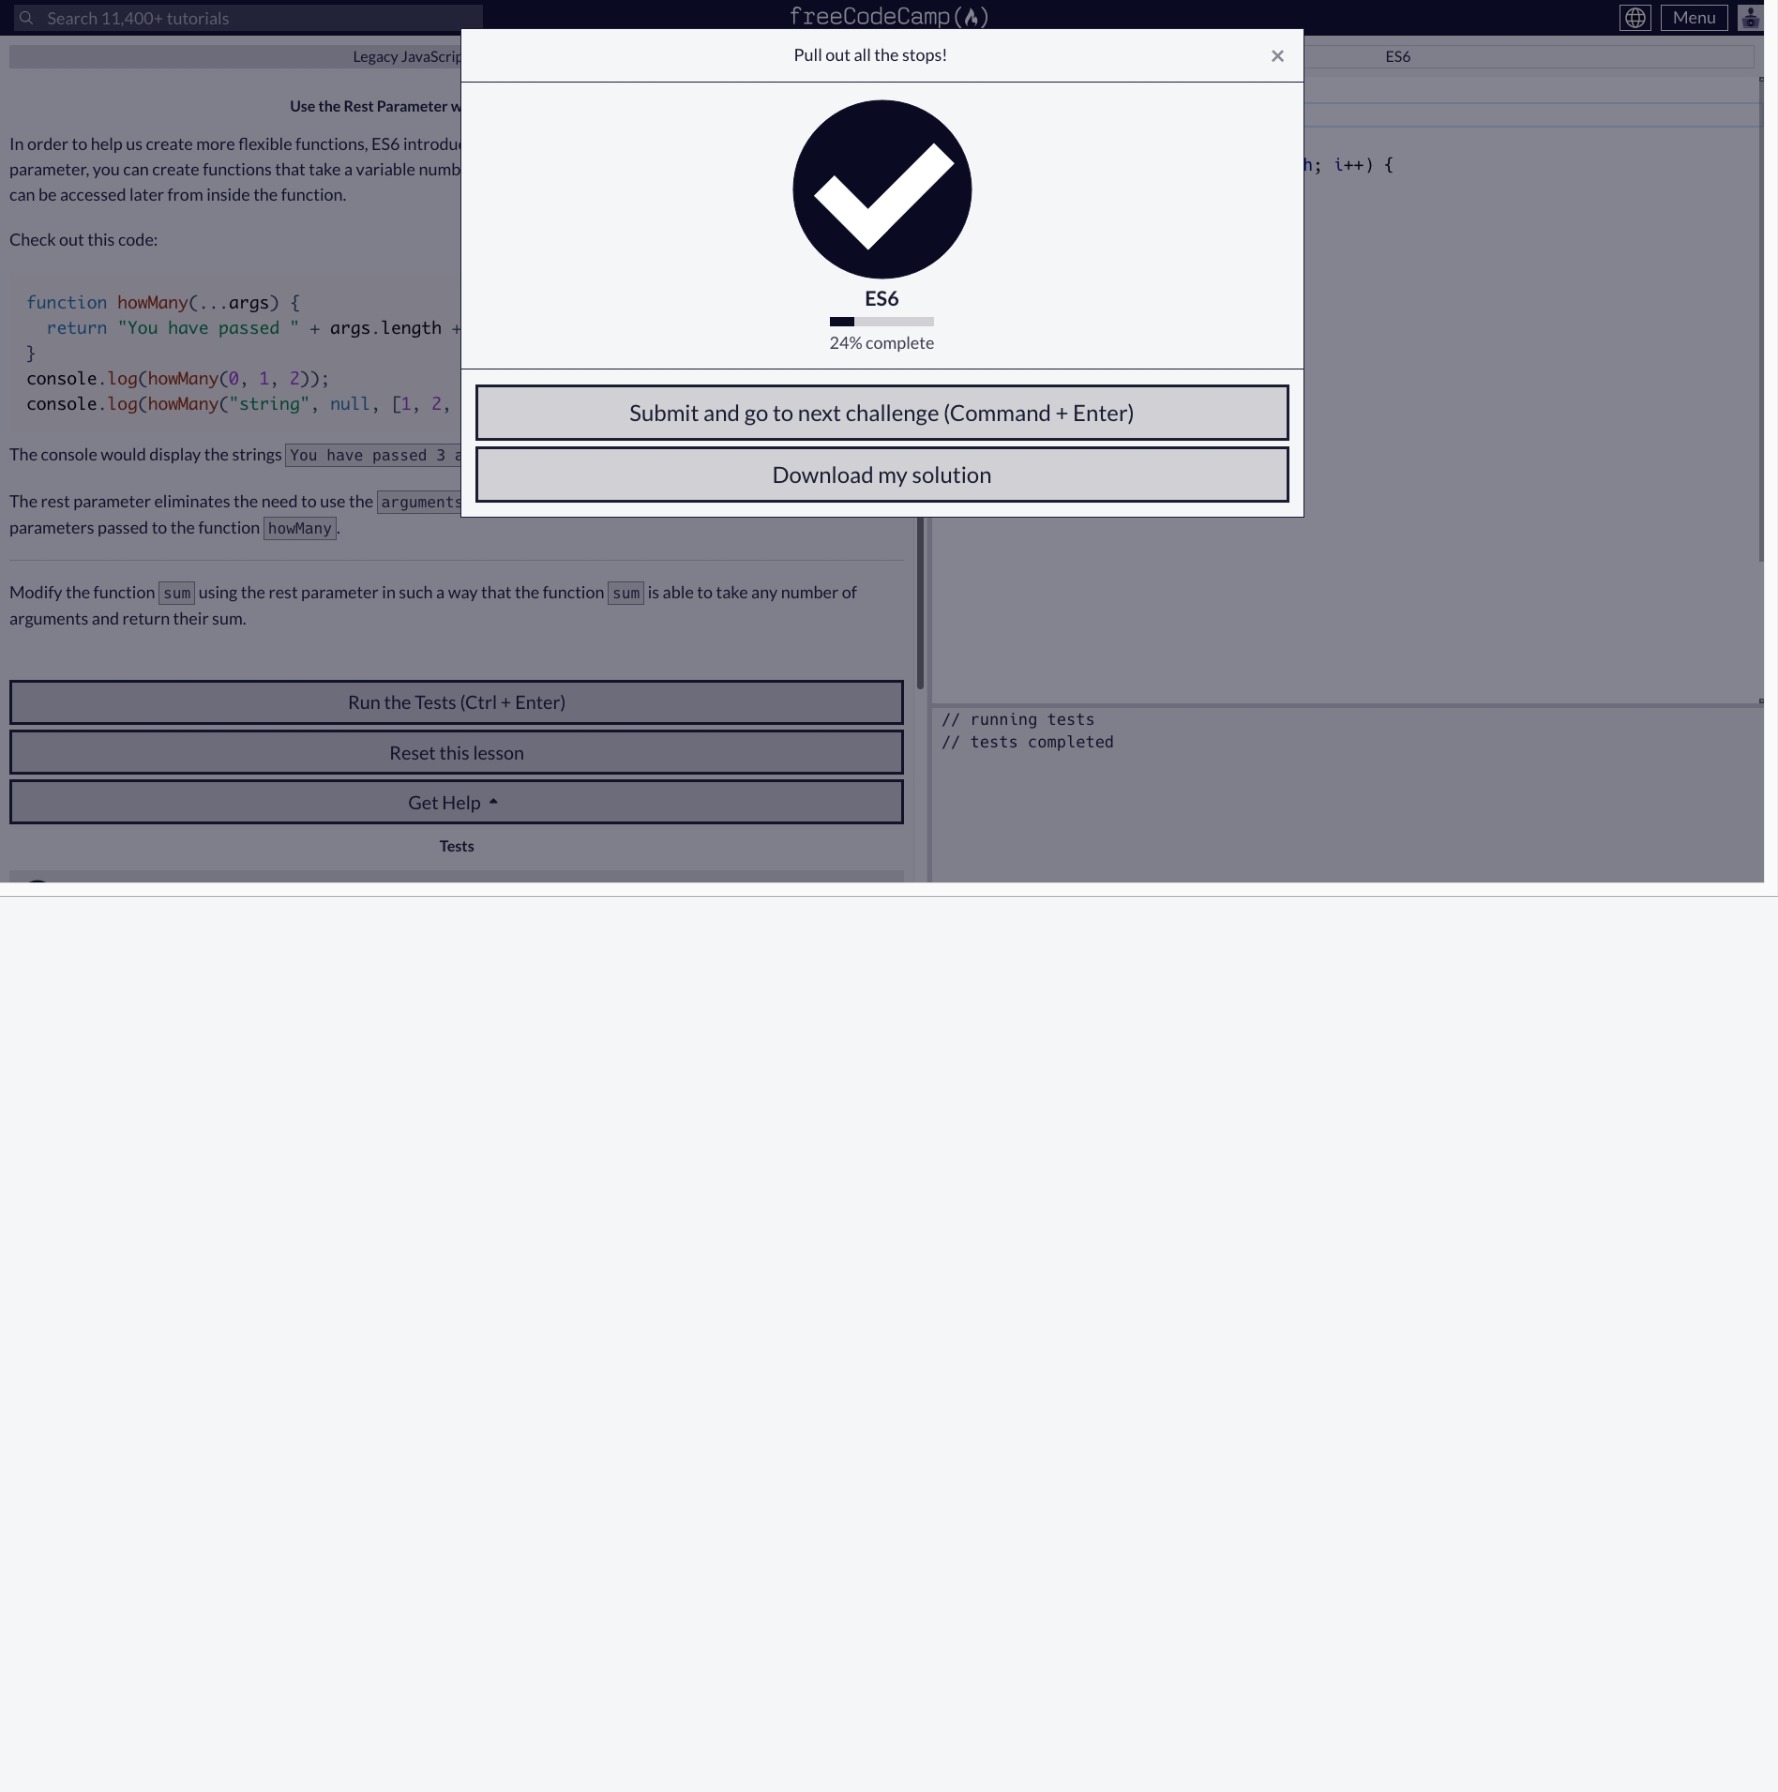 Search 11,400+ tutorials
freeCodeCamp
Menu
Legacy JavaScrip
ES6
Pull out all the stops!
×
ES6
24% complete
Submit and go to next challenge (Command + Enter)
Download my solution
Use the Rest Parameter w
In order to help us create more flexible functions, ES6 introdu
parameter, you can create functions that take a variable numb
can be accessed later from inside the function.
Check out this code:
function howMany(...args) {
return "You have passed " + args.length +
}
console.log(howMany(0, 1, 2));
console.log(howMany("string", null, [1, 2,
The console would display the strings You have passed 3 a
The rest parameter eliminates the need to use the arguments
parameters passed to the function howMany.
Modify the function sum using the rest parameter in such a way that the function sum is able to take any number of
arguments and return their sum.
Run the Tests (Ctrl + Enter)
Reset this lesson
Get Help
Tests
h; i++) {
// running tests
// tests completed